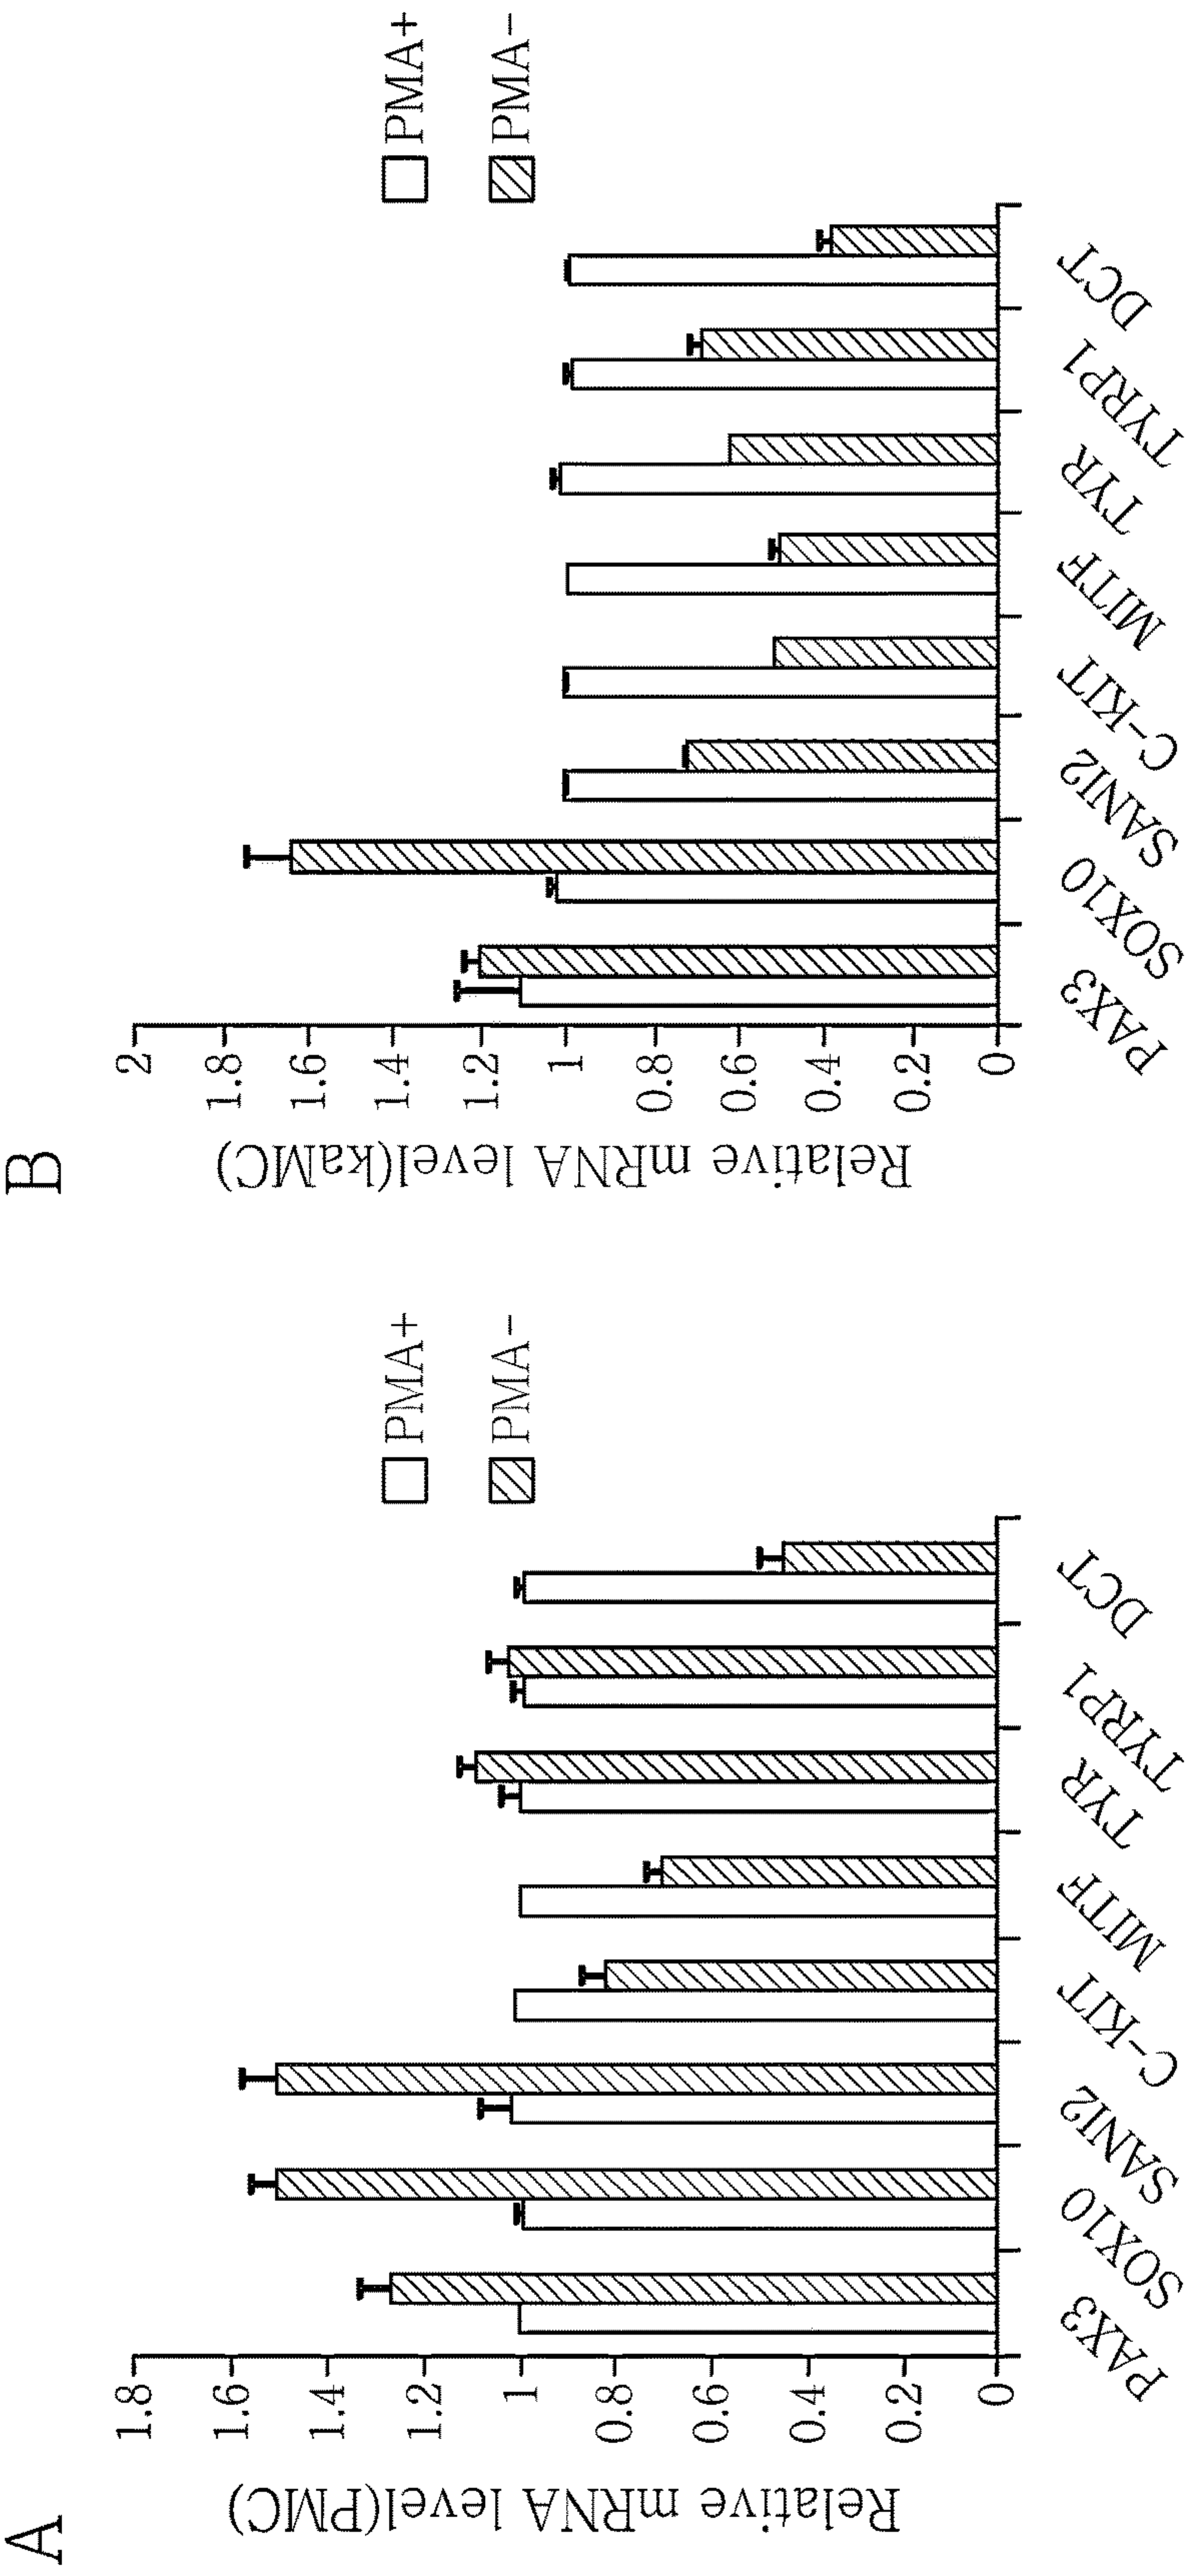 A
Relative mRNA level(PMC)
1.8
1.6
1.4
1.2
1
0.8
0.6
0.4
0.2
0
PAX3
SOX10
SANI2
C-KIT
MITF
TYR
TYRP1
DCT
PMA+
PMA-
B
Relative mRNA level(kaMC)
2
1.8
1.6
1.4
1.2
1
0.8
0.6
0.4
0.2
0
PAX3
SOX10
SANI2
C-KIT
MITF
TYR
TYRP1
DCT
PMA+
PMA-